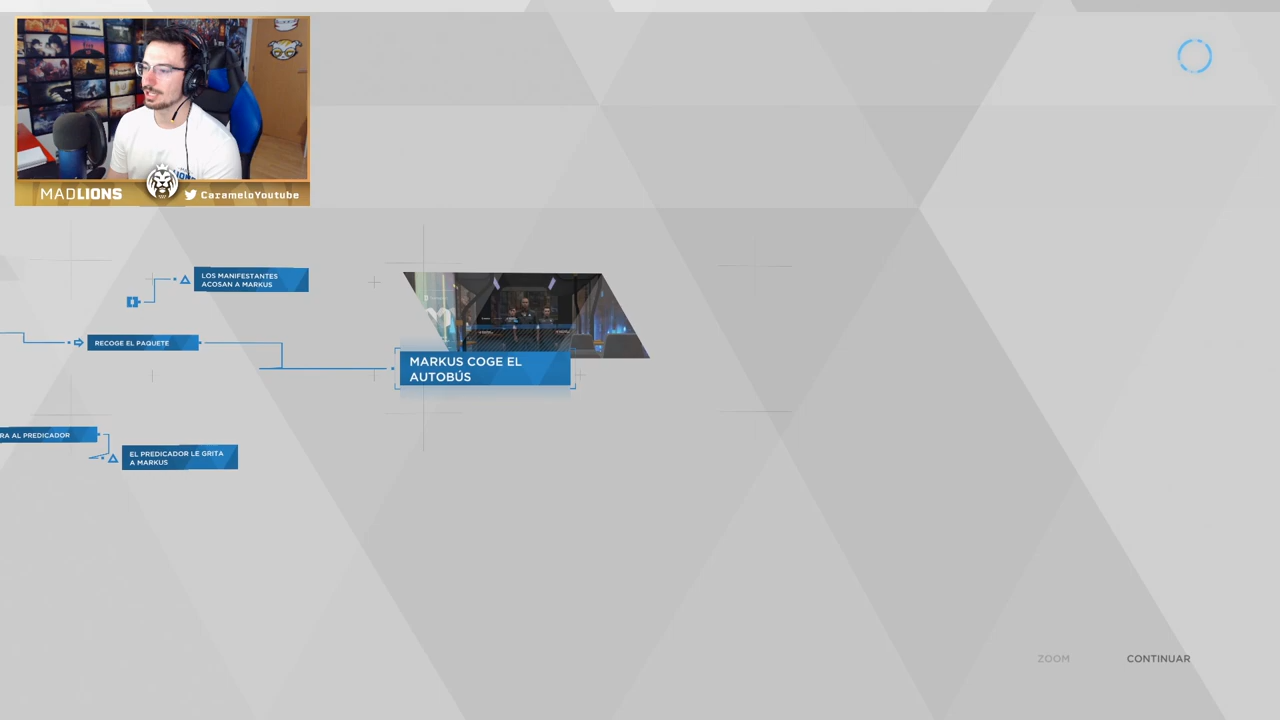 MADLIONS
CarameloYoutube
LOS MANIFESTANTES
ACOSAN A MARKUS
RECOGE EL PAQUETE
MARKUS COGE EL
AUTOBÚS
RA AL PREDICADOR
EL PREDICADOR LE GRITA
A MARKUS
ZOOM
CONTINUAR